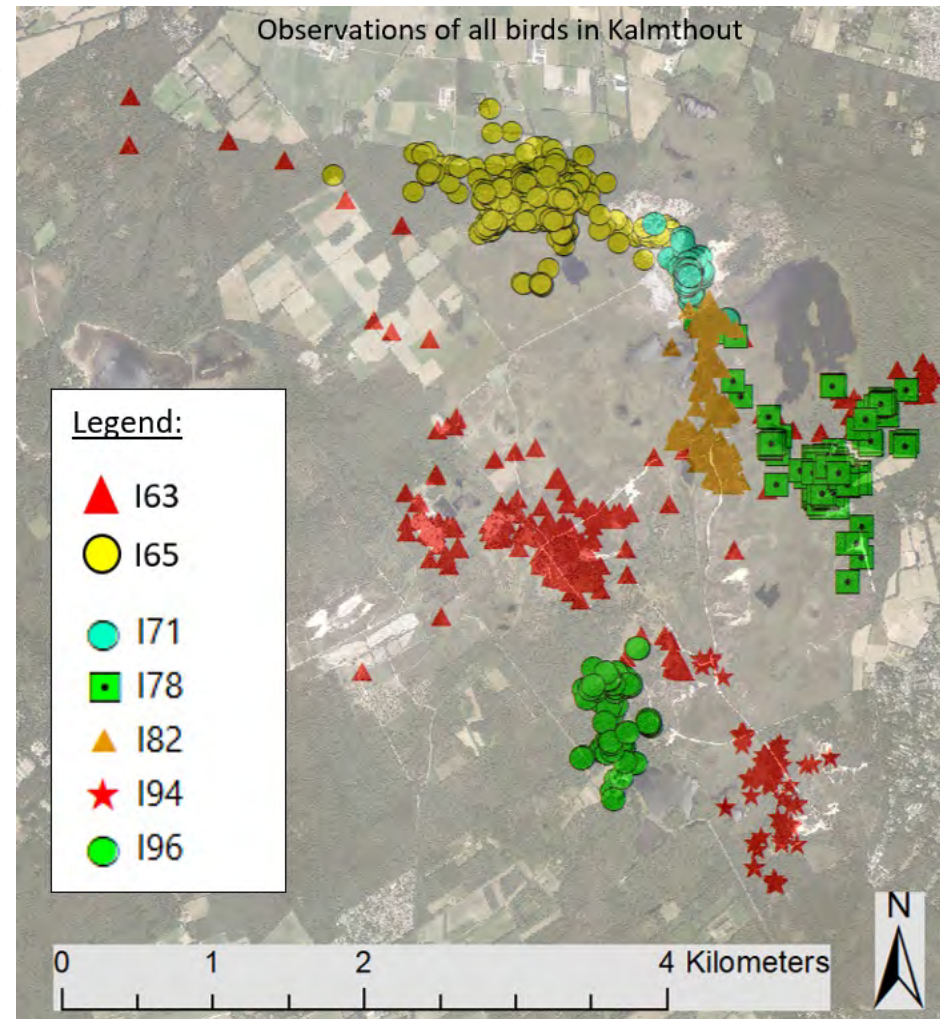 Observations of all birds in Kalmthout
Legend:
I63
I65
I71
I78
I82
I94
I96
N
0 1 2 4 Kilometers